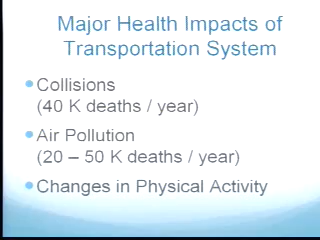 Major Health Impacts of
Transportation System
Collisions
(40 K deaths / year)
Air Pollution
(20 – 50 K deaths / year)
Changes in Physical Activity